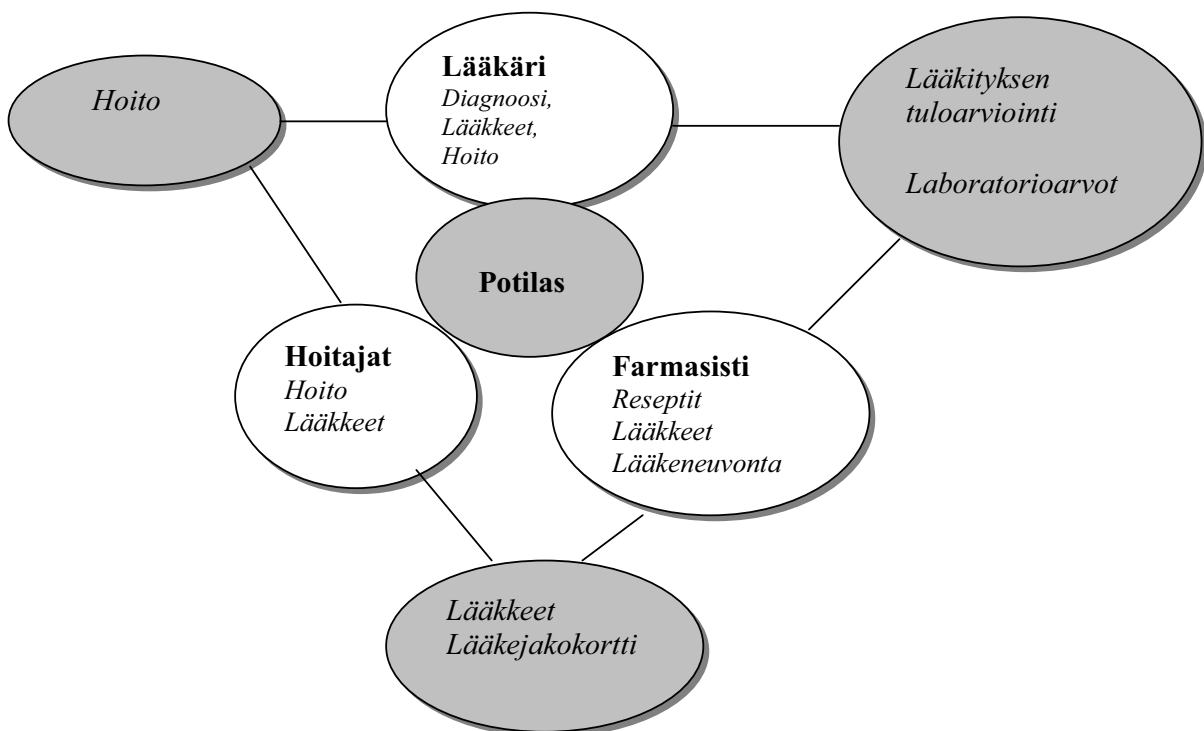 Hoito
Lääkäri
Diagnoosi,
Lääkkeet,
Hoito
Lääkityksen
tuloarviointi
Laboratorioarvot
Potilas
Hoitajat
Hoito
Lääkkeet
Farmasisti
Reseptit
Lääkkeet
Lääkeneuvonta
Lääkkeet
Lääkejakokortti